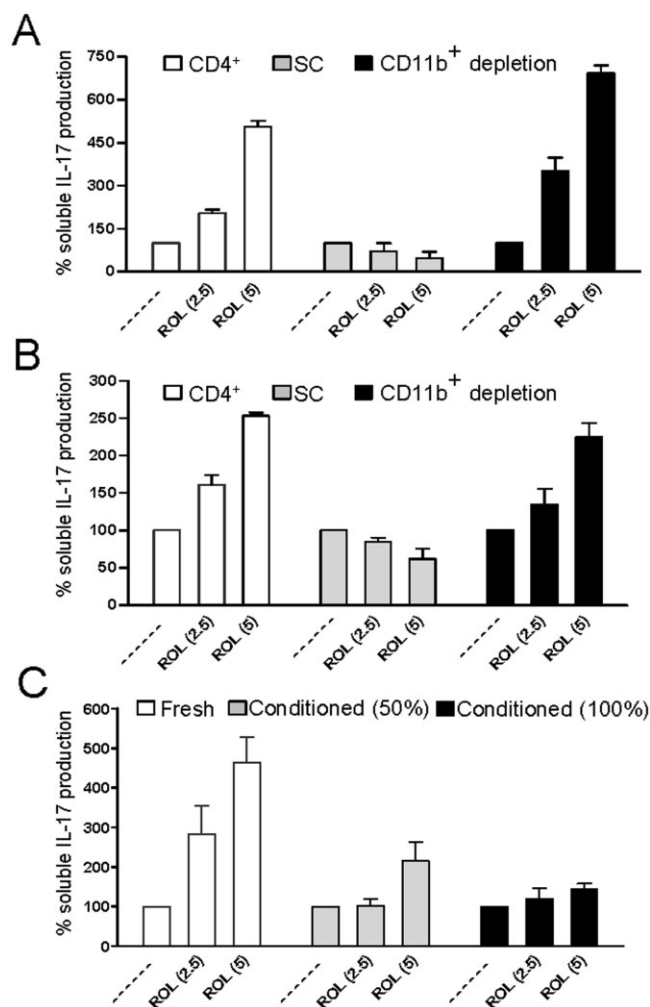 A
% soluble IL-17 production
750
600
450
300
150
0
CD4+ SC CD11b+ depletion
------ ROL (2.5) ROL (5) ------ ROL (2.5) ROL (5) ------ ROL (2.5) ROL (5)
B
% soluble IL-17 production
300
250
200
150
100
50
0
CD4+ SC CD11b+ depletion
------ ROL (2.5) ROL (5) ------ ROL (2.5) ROL (5) ------ ROL (2.5) ROL (5)
C
% soluble IL-17 production
600
500
400
300
200
100
0
Fresh Conditioned (50%) Conditioned (100%)
------ ROL (2.5) ROL (5) ------ ROL (2.5) ROL (5) ------ ROL (2.5) ROL (5)